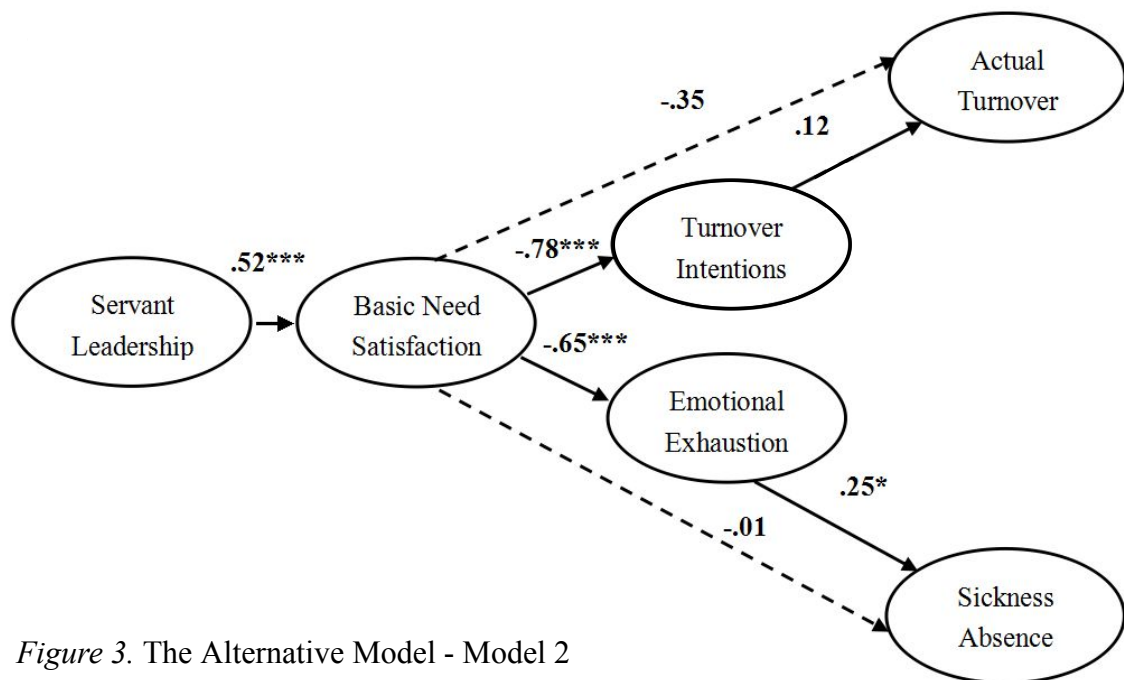 Actual
Turnover
-.35
.12
Turnover
Intentions
-.78***
.52***
Servant
Leadership
Basic Need
Satisfaction
-.65***
Emotional
Exhaustion
.25*
-.01
Sickness
Absence
Figure 3. The Alternative Model - Model 2